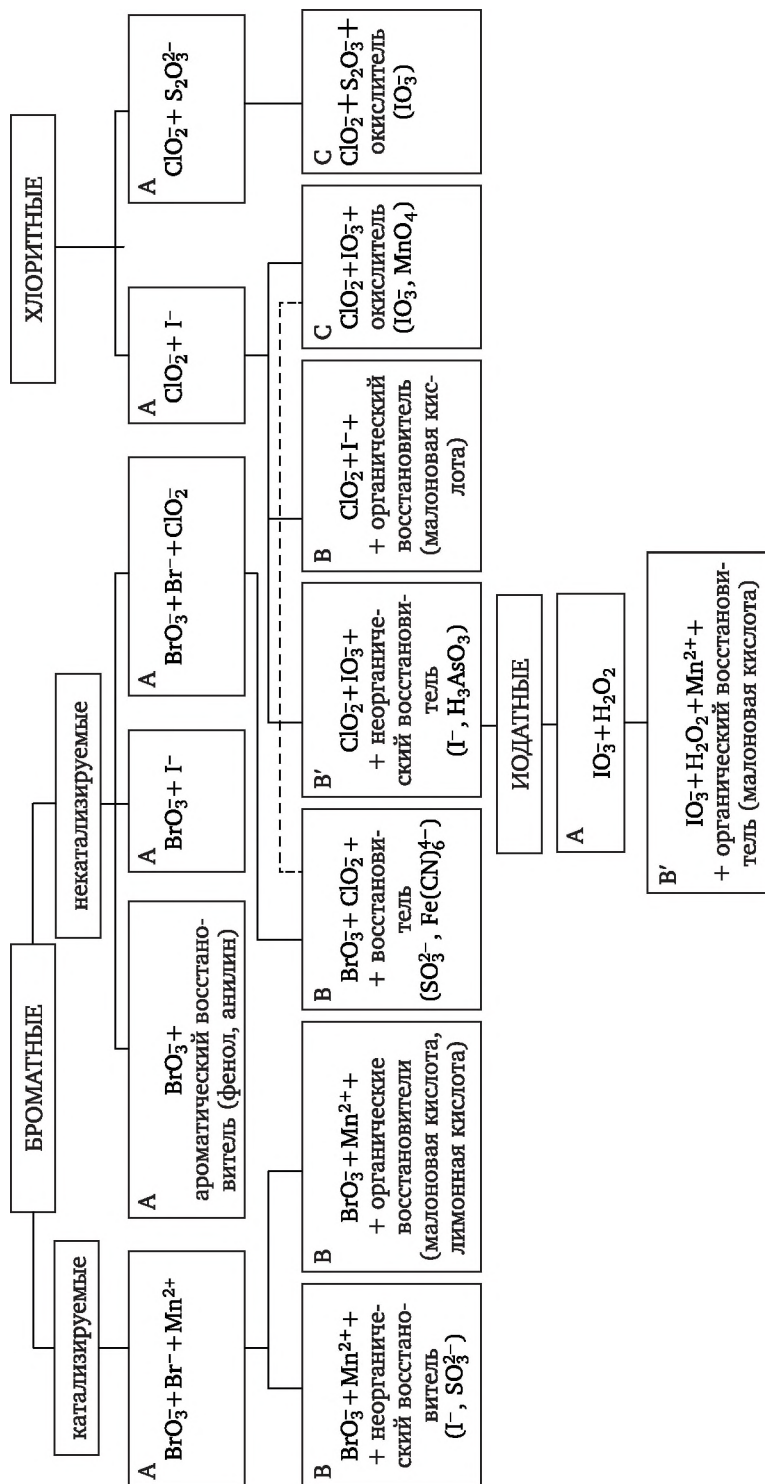 БРОМАТНЫЕ
ХЛОРИТНЫЕ
катализируемые
некатализируемые
A
BrO₃⁻+Br⁻+Mn²⁺
A
BrO₃⁻+
ароматический восстано-
витель (фенол, анилин)
A
BrO₃⁻+I⁻
A
BrO₃⁻+Br⁻+ClO₂⁻
A
ClO₂⁻+I⁻
A
ClO₂⁻+S₂O₃²⁻
B
BrO₃⁻+Mn²⁺+
+ неорганиче-
ский восстано-
витель
(I⁻, SO₃²⁻)
B
BrO₃⁻+Mn²⁺+
+ органические
восстановители
(малоновая кислота,
лимонная кислота)
B
BrO₃⁻+ClO₂⁻+
+ восстанови-
тель
(SO₃²⁻, Fe(CN)₆⁴⁻)
B′
ClO₂⁻+IO₃⁻+
+ неорганиче-
ский восстанови-
тель
(I⁻, H₃AsO₃)
B
ClO₂⁻+I⁻+
+ органический
восстановитель
(малоновая кис-
лота)
C
ClO₂⁻+IO₃⁻+
окислитель
(IO₃⁻, MnO₄)
C
ClO₂⁻+S₂O₃⁻+
окислитель
(IO₃⁻)
ИОДАТНЫЕ
A
IO₃⁻+H₂O₂
B′
IO₃⁻+H₂O₂+Mn²⁺+
+ органический восстанови-
тель (малоновая кислота)